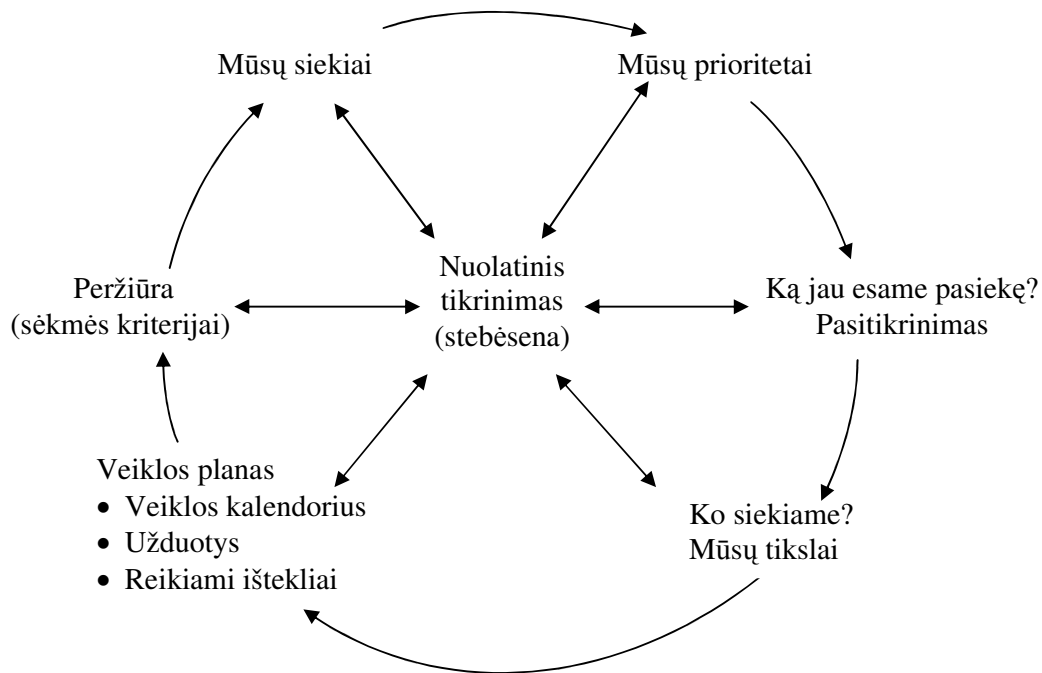 Mūsų siekiai
Mūsų prioritetai
Nuolatinis
tikrinimas
(stebėsena)
Peržiūra
(sėkmės kriterijai)
Ką jau esame pasiekę?
Pasitikrinimas
Veiklos planas
• Veiklos kalendorius
• Užduotys
• Reikiami ištekliai
Ko siekiame?
Mūsų tikslai